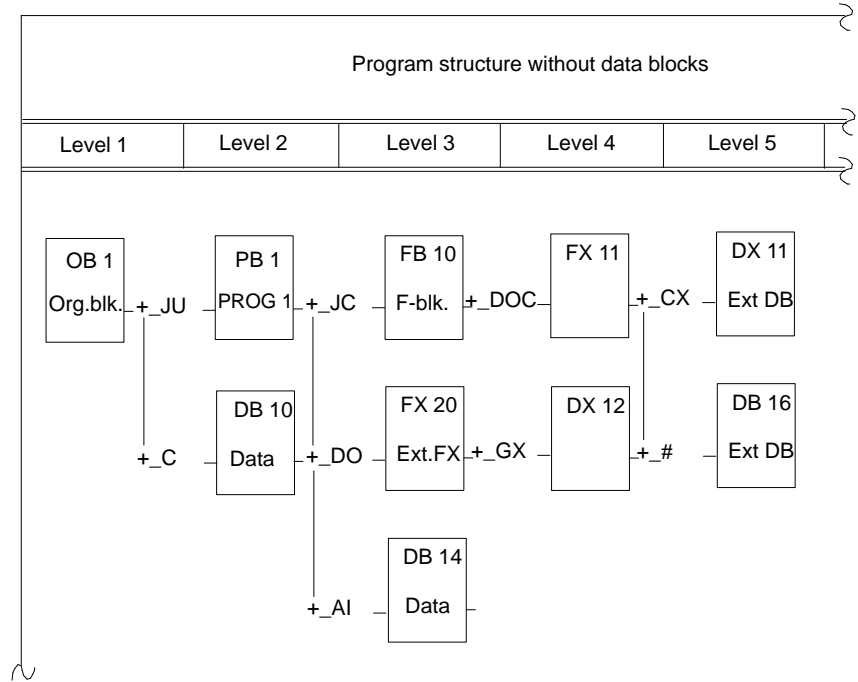 Program structure without data blocks
Level 1 Level 2 Level 3 Level 4 Level 5
OB 1 PB 1 FB 10 FX 11 DX 11
Org.blk. +_JU PROG 1 +_JC F-blk. +_DOC +_CX Ext DB
DB 10 FX 20 DX 12 DB 16
+_C Data +_DO Ext.FX +_GX +_# Ext DB
DB 14
+_AI Data